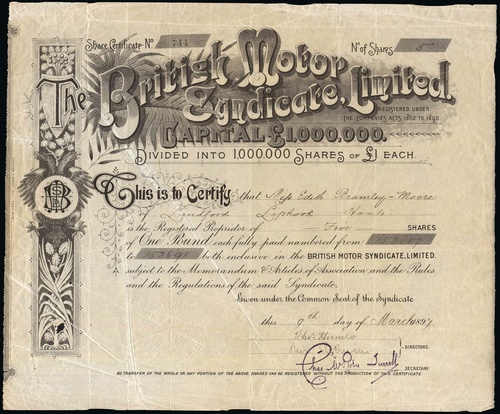 Share Certificate No 741 No of Shares 5
The British Motor
Syndicate, Limited.
REGISTERED UNDER
THE COMPANIES ACTS 1862 TO 1890.
CAPITAL £1,000,000.
DIVIDED INTO 1,000,000 SHARES OF £1 EACH.
This is to Certify that Miss Edith Bramley-Moore
of Lindford Liphook Hants
is the Registered Proprietor of Five SHARES
of One Pound each, fully paid numbered from
to both inclusive in the BRITISH MOTOR SYNDICATE, LIMITED.
subject to the Memorandum & Articles of Association and the Rules
and the Regulations of the said Syndicate.
Given under the Common Seal of the Syndicate
this 9th day of March 1897
DIRECTORS.
SECRETARY
NO TRANSFER OF THE WHOLE OR ANY PORTION OF THE ABOVE SHARES CAN BE REGISTERED WITHOUT THE PRODUCTION OF THIS CERTIFICATE